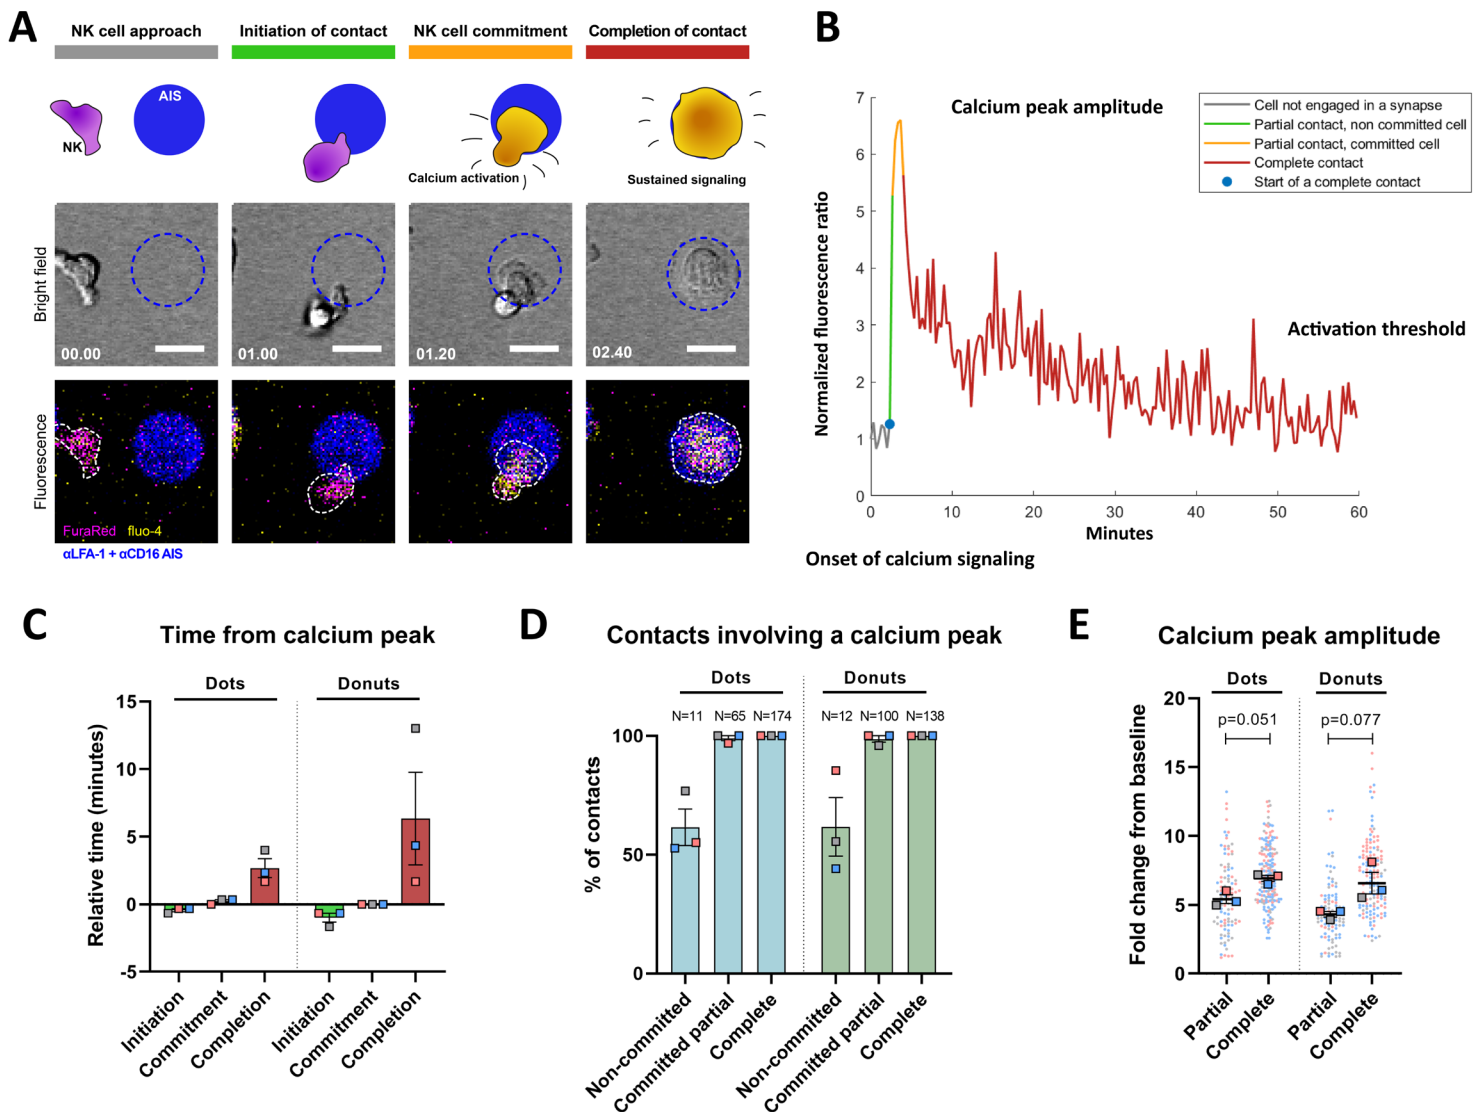 A
NK cell approach
Initiation of contact
NK cell commitment
Completion of contact
AIS
NK
Calcium activation
Sustained signaling
Bright field
00.00
01.00
01.20
02.40
Fluorescence
FuraRed fluo-4
αLFA-1 + αCD16 AIS
B
Calcium peak amplitude
Cell not engaged in a synapse
Partial contact, non committed cell
Partial contact, committed cell
Complete contact
Start of a complete contact
Activation threshold
Normalized fluorescence ratio
7
6
5
4
3
2
1
0
0 10 20 30 40 50 60
Minutes
Onset of calcium signaling
C
Time from calcium peak
Dots
Donuts
Relative time (minutes)
15
10
5
0
-5
Initiation
Commitment
Completion
Initiation
Commitment
Completion
D
Contacts involving a calcium peak
Dots
Donuts
N=11 N=65 N=174
N=12 N=100 N=138
% of contacts
100
50
0
Non-committed
Committed partial
Complete
Non-committed
Committed partial
Complete
E
Calcium peak amplitude
Dots
Donuts
p=0.051
p=0.077
Fold change from baseline
20
15
10
5
0
Partial
Complete
Partial
Complete